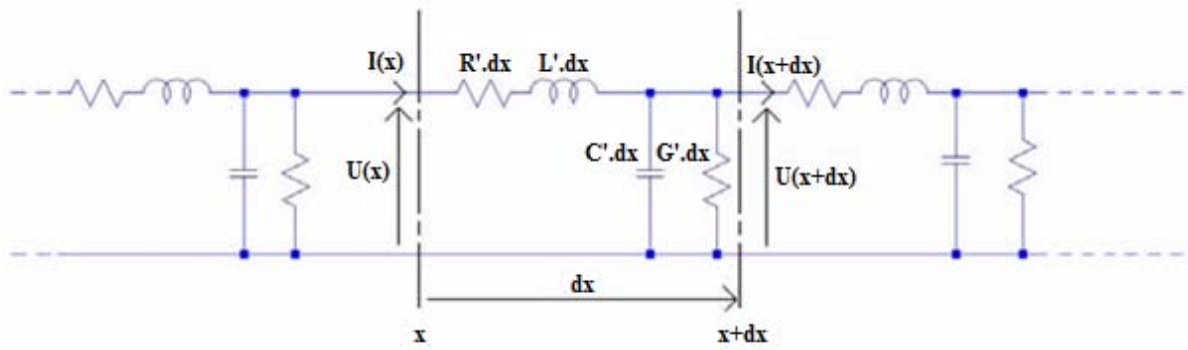 I(x) R'.dx L'.dx I(x+dx)
U(x) C'.dx G'.dx U(x+dx)
dx
x x+dx